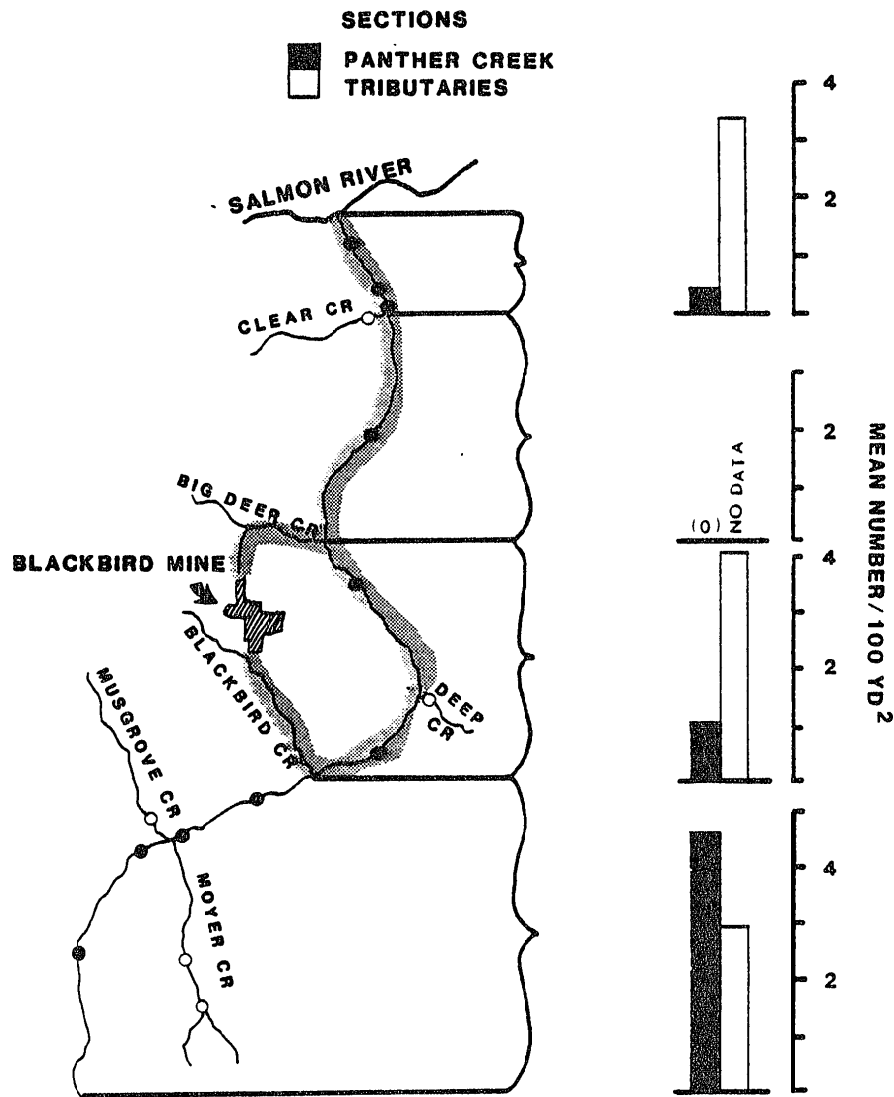 SECTIONS
PANTHER CREEK
TRIBUTARIES
SALMON RIVER
CLEAR CR
BIG DEER CR
BLACKBIRD MINE
BLACKBIRD CR
DEEP CR
MUSGROVE CR
MOYER CR
4
2
2
(0)
NO DATA
4
2
4
2
MEAN NUMBER/100 YD²